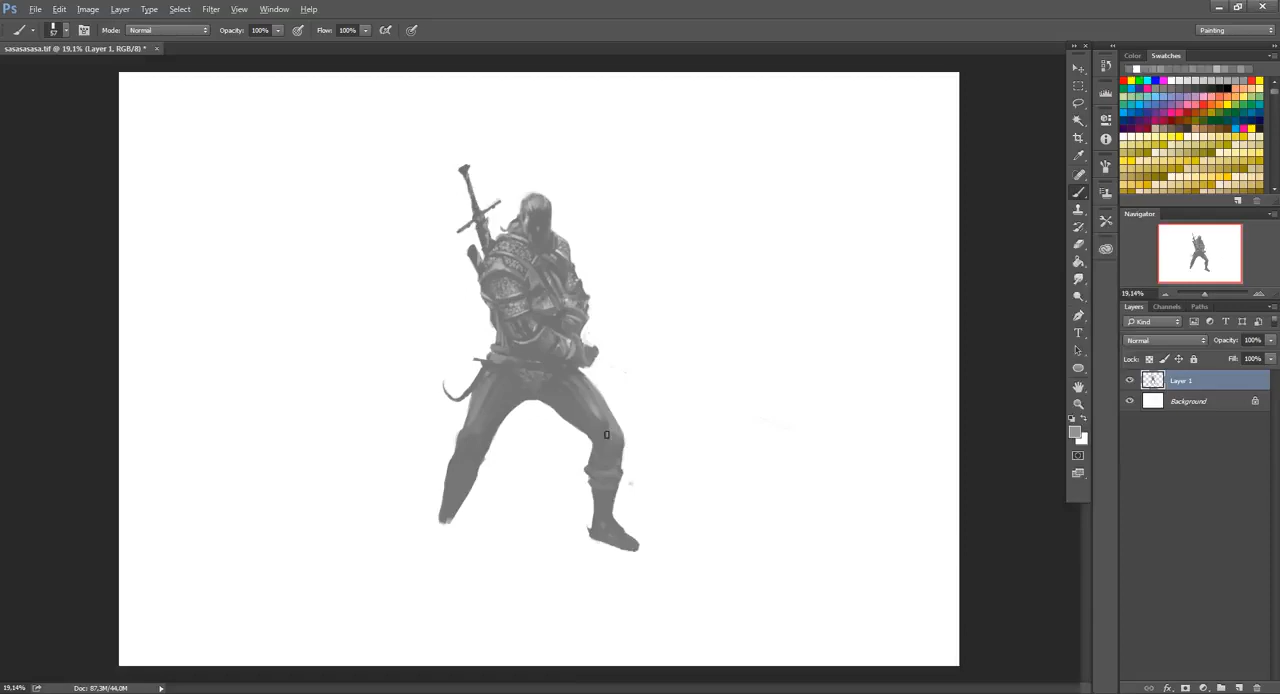 Ps File Edit Image Layer Type Select Filter View Window Help
57 Mode: Normal Opacity: 100% Flow: 100% Painting
sasasasasa.tif @ 19,1% (Layer 1, RGB/8) * ×
Color Swatches
Navigator
19,14%
Layers Channels Paths
Kind
Normal Opacity: 100%
Lock: Fill: 100%
Layer 1
Background
19,14% Doc: 87,3M/44,0M